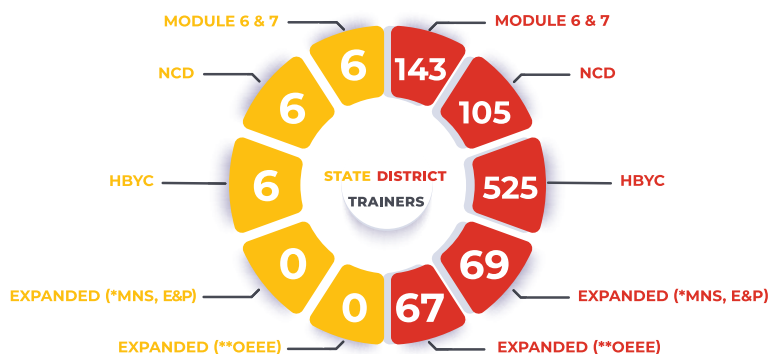 MODULE 6 & 7
6
143
MODULE 6 & 7
NCD
6
105
NCD
HBYC
6
STATE DISTRICT
TRAINERS
525
HBYC
EXPANDED (*MNS, E&P)
0
69
EXPANDED (*MNS, E&P)
EXPANDED (**OEEE)
0
67
EXPANDED (**OEEE)